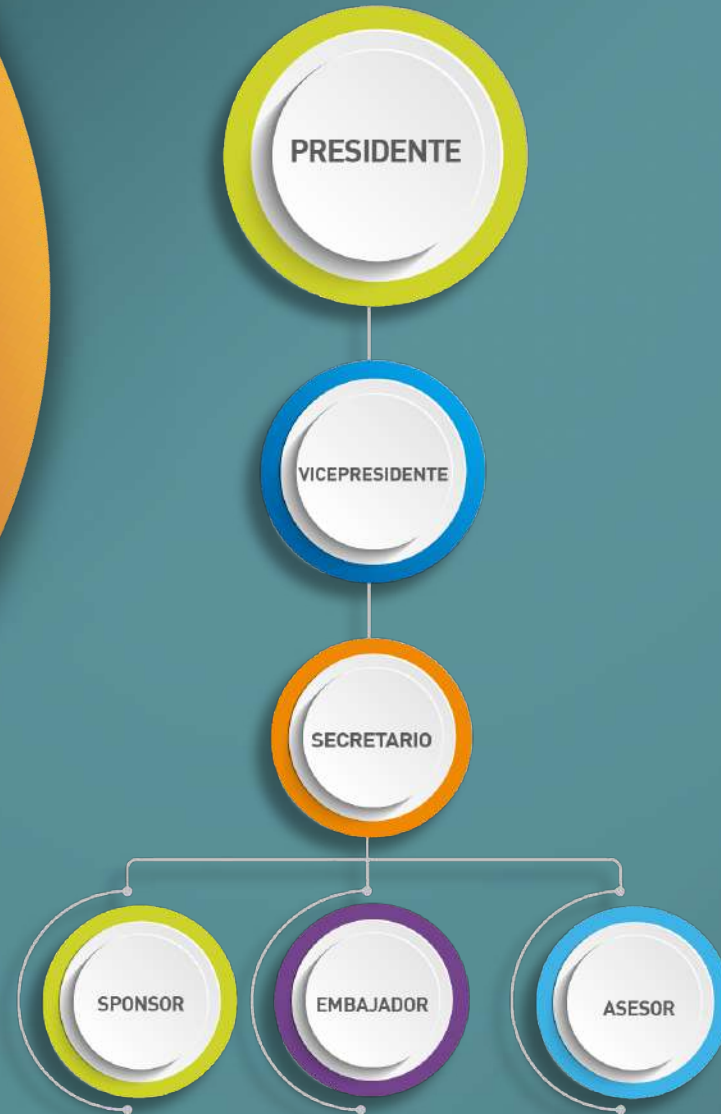 PRESIDENTE
VICEPRESIDENTE
SECRETARIO
SPONSOR
EMBAJADOR
ASESOR